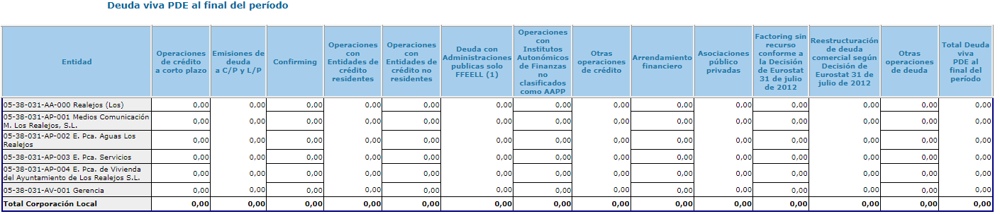 Deuda viva PDE al final del período
Entidad
Operaciones
de crédito
a corto plazo
Emisiones de
deuda
a C/P y L/P
Confirming
Operaciones
con
Entidades de
crédito
residentes
Operaciones
con
Entidades de
crédito no
residentes
Deuda con
Administraciones
publicas solo
FFEELL (1)
Operaciones
con
Institutos
Autonómicos
de Finanzas
no
clasificados
como AAPP
Otras
operaciones
de crédito
Arrendamiento
financiero
Asociaciones
público
privadas
Factoring sin
recurso
conforme a
la Decisión
de Eurostat
31 de julio
de 2012
Reestructuración
de deuda
comercial según
Decisión de
Eurostat 31 de
julio de 2012
Otras
operaciones
de deuda
Total Deuda
viva
PDE al
final del
período
05-38-031-AA-000 Realejos (Los) 0,00 0,00 0,00 0,00 0,00 0,00 0,00 0,00 0,00 0,00 0,00 0,00 0,00 0,00
05-38-031-AP-001 Medios Comunicación
M. Los Realejos, S.L. 0,00 0,00 0,00 0,00 0,00 0,00 0,00 0,00 0,00 0,00 0,00 0,00 0,00 0,00
05-38-031-AP-002 E. Pca. Aguas Los
Realejos 0,00 0,00 0,00 0,00 0,00 0,00 0,00 0,00 0,00 0,00 0,00 0,00 0,00 0,00
05-38-031-AP-003 E. Pca. Servicios 0,00 0,00 0,00 0,00 0,00 0,00 0,00 0,00 0,00 0,00 0,00 0,00 0,00 0,00
05-38-031-AP-004 E. Pca. de Vivienda
del Ayuntamiento de Los Realejos S.L. 0,00 0,00 0,00 0,00 0,00 0,00 0,00 0,00 0,00 0,00 0,00 0,00 0,00 0,00
05-38-031-AV-001 Gerencia 0,00 0,00 0,00 0,00 0,00 0,00 0,00 0,00 0,00 0,00 0,00 0,00 0,00 0,00
Total Corporación Local 0,00 0,00 0,00 0,00 0,00 0,00 0,00 0,00 0,00 0,00 0,00 0,00 0,00 0,00